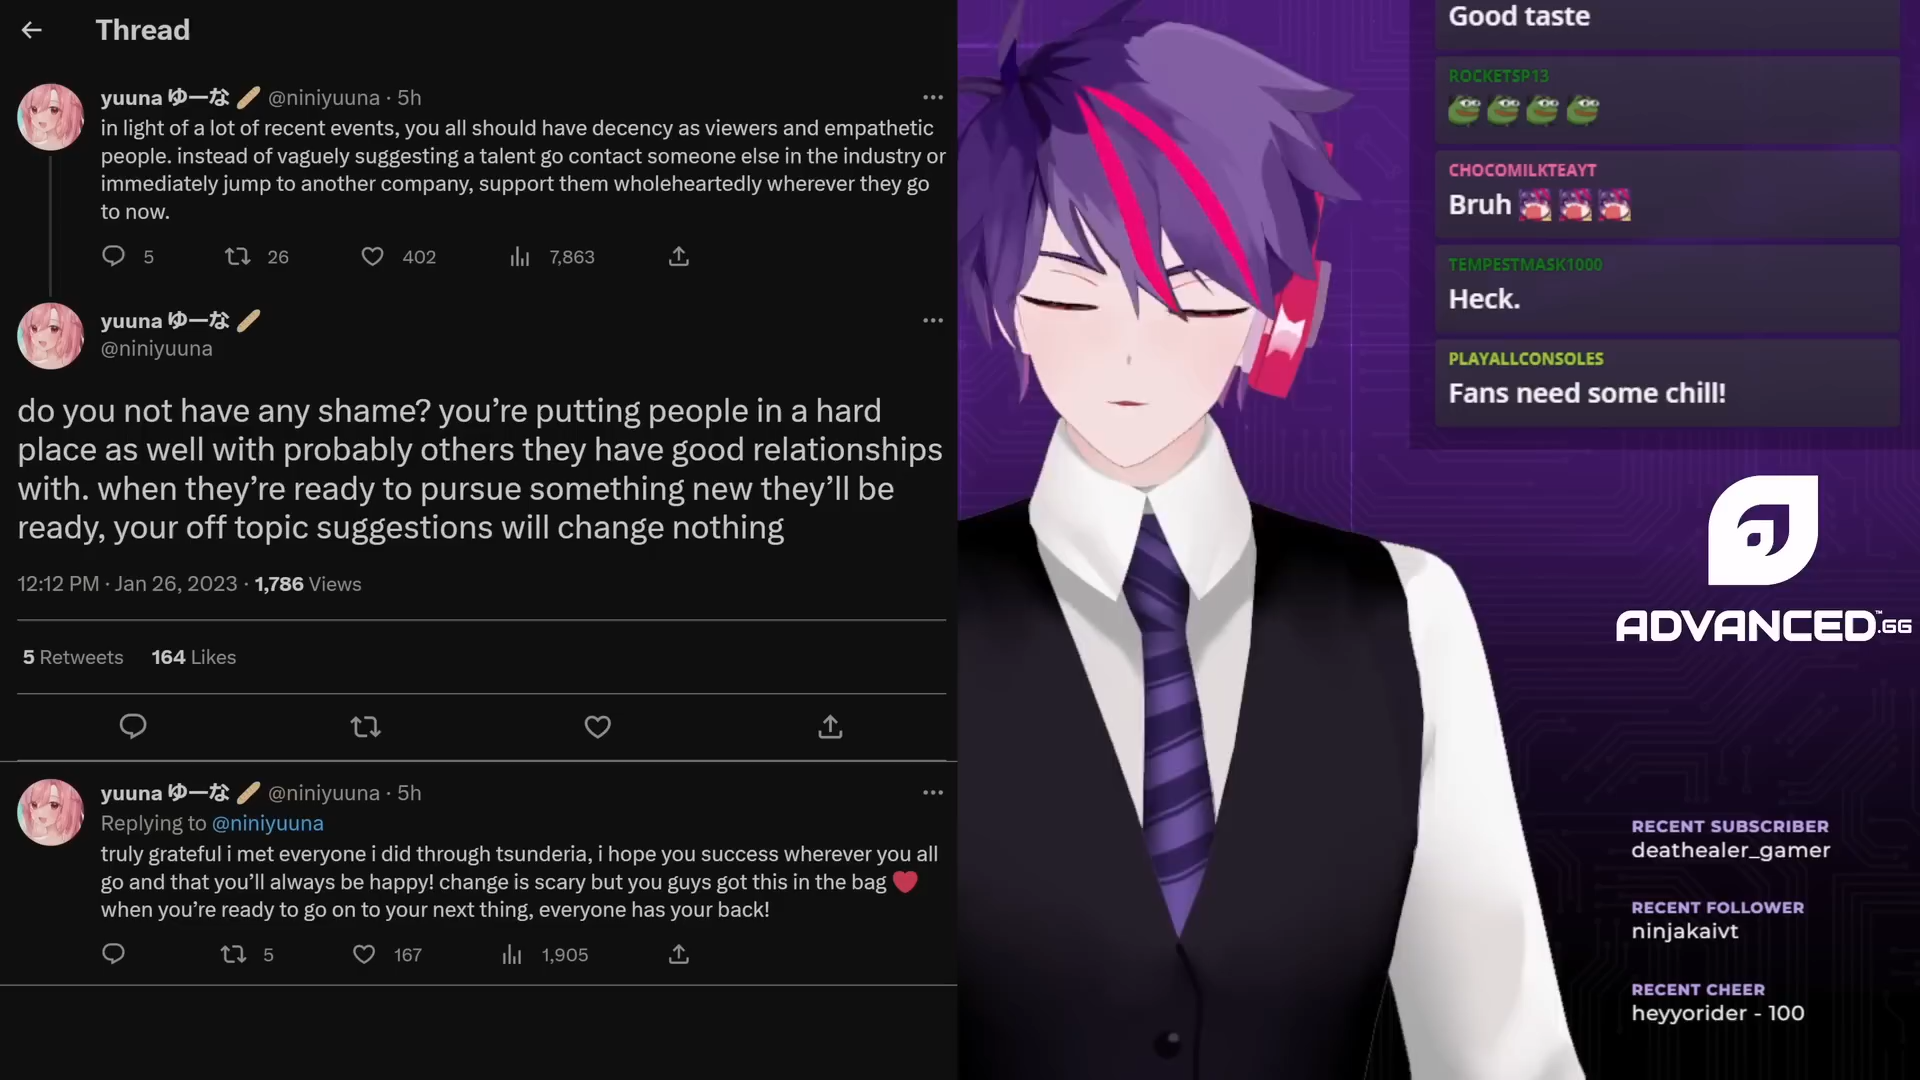 Thread
yuuna ゆーな @niniyuuna · 5h
in light of a lot of recent events, you all should have decency as viewers and empathetic
people. instead of vaguely suggesting a talent go contact someone else in the industry or
immediately jump to another company, support them wholeheartedly wherever they go
to now.
5 26 402 7,863
yuuna ゆーな
@niniyuuna
do you not have any shame? you’re putting people in a hard
place as well with probably others they have good relationships
with. when they’re ready to pursue something new they’ll be
ready, your off topic suggestions will change nothing
12:12 PM · Jan 26, 2023 · 1,786 Views
5 Retweets 164 Likes
yuuna ゆーな @niniyuuna · 5h
Replying to @niniyuuna
truly grateful i met everyone i did through tsunderia, i hope you success wherever you all
go and that you’ll always be happy! change is scary but you guys got this in the bag ❤️
when you’re ready to go on to your next thing, everyone has your back!
5 167 1,905
Good taste
ROCKETSP13
CHOCOMILKTEAYT
Bruh
TEMPESTMASK1000
Heck.
PLAYALLCONSOLES
Fans need some chill!
ADVANCED™.GG
RECENT SUBSCRIBER
deathealer_gamer
RECENT FOLLOWER
ninjakaivt
RECENT CHEER
heyyorider - 100